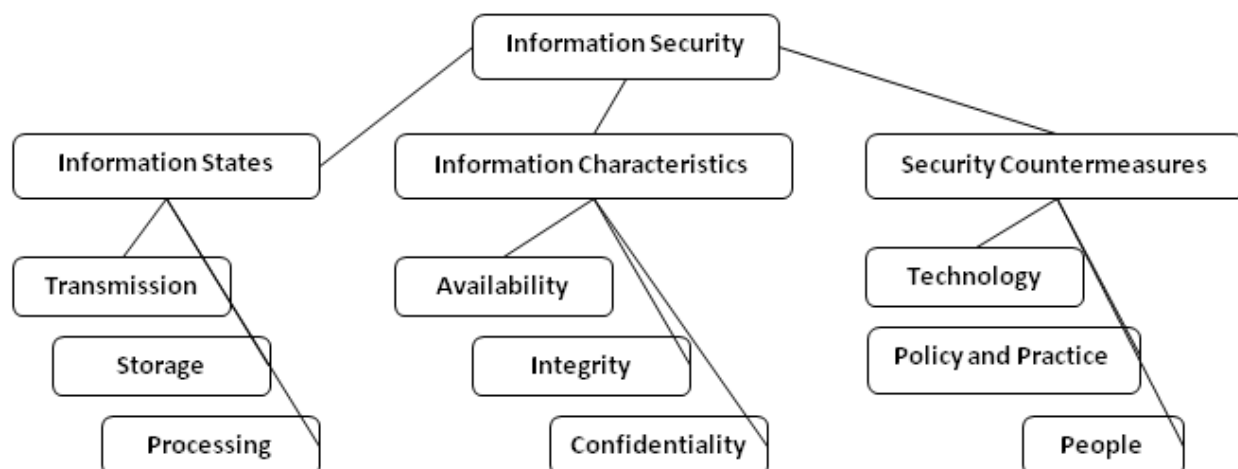 Information Security
Information States
Information Characteristics
Security Countermeasures
Transmission
Availability
Technology
Storage
Integrity
Policy and Practice
Processing
Confidentiality
People